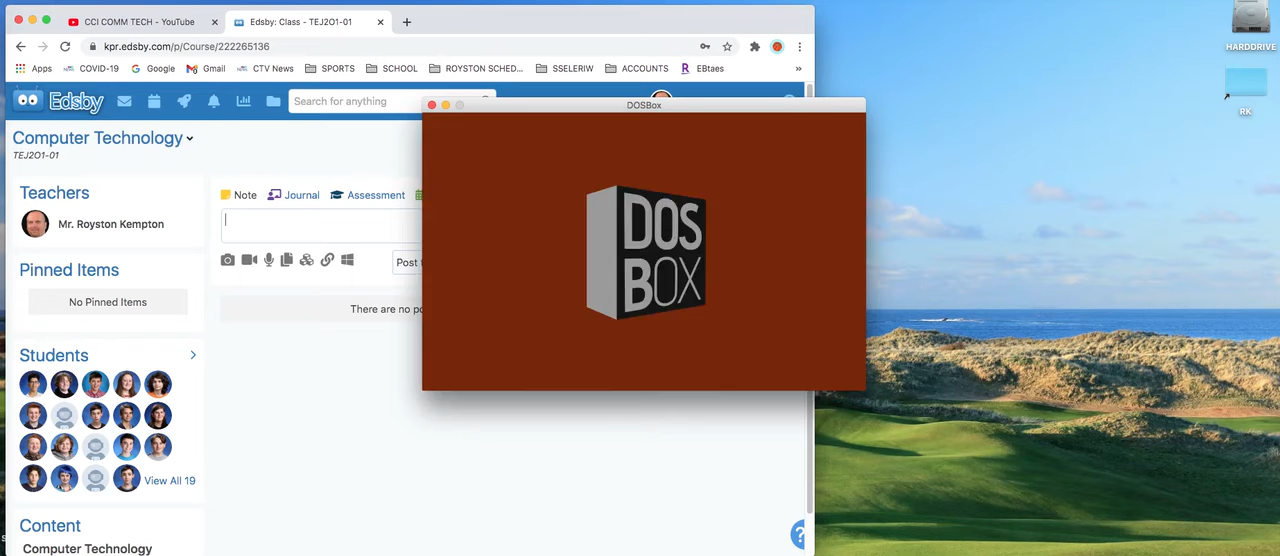 CCI COMM TECH - YouTube
Edsby: Class - TEJ2O1-01
kpr.edsby.com/p/Course/222265136
Apps COVID-19 Google Gmail CTV News SPORTS SCHOOL ROYSTON SCHED... SSELERIW ACCOUNTS R EBtaes »
Edsby
Search for anything
DOSBox
HARDDRIVE
RK
Computer Technology
TEJ2O1-01
Teachers
Mr. Royston Kempton
Pinned Items
No Pinned Items
Students
View All 19
Content
Computer Technology
Note Journal Assessment
Post
There are no
DOS
BOX
?